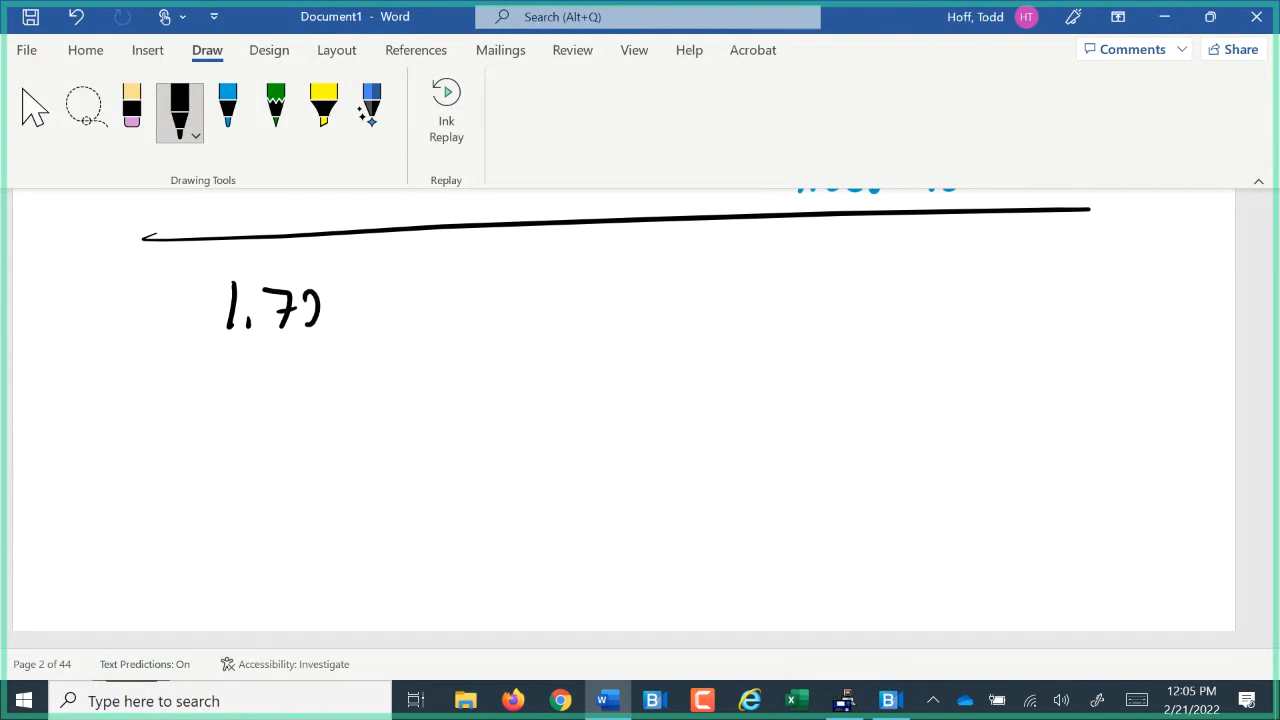 Document1 - Word
Search (Alt+Q)
Hoff, Todd
HT
File Home Insert Draw Design Layout References Mailings Review View Help Acrobat
Comments
Share
Ink
Replay
Drawing Tools
Replay
1.7
Page 2 of 44
Text Predictions: On
Accessibility: Investigate
Type here to search
12:05 PM
2/21/2022